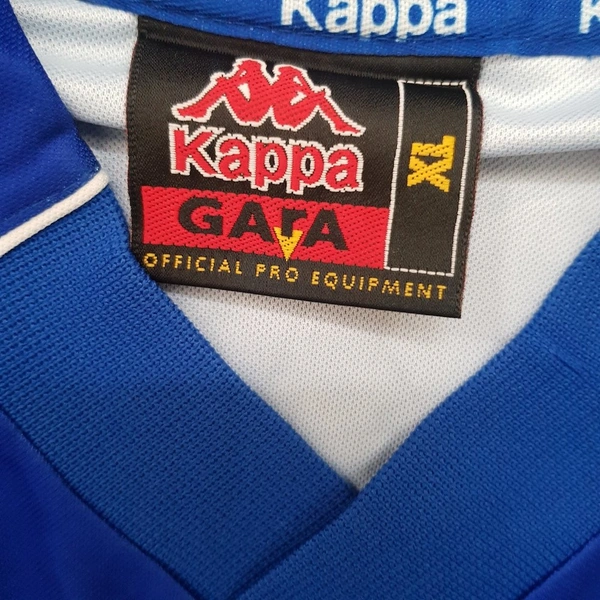 Kappa K
Kappa
GARA
OFFICIAL PRO EQUIPMENT
XL